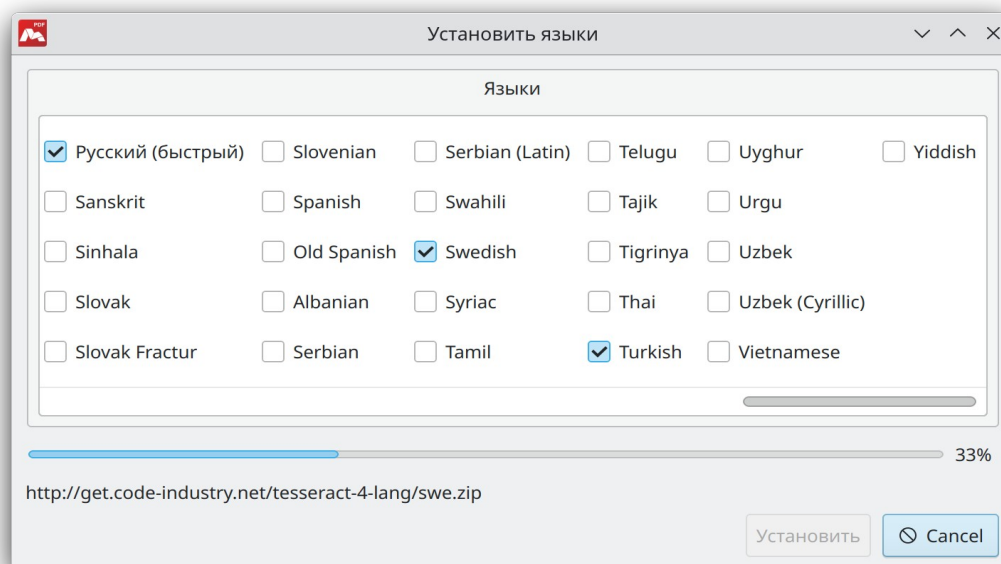 PDF
Установить языки
Языки
Русский (быстрый) Slovenian Serbian (Latin) Telugu Uyghur Yiddish
Sanskrit Spanish Swahili Tajik Urgu
Sinhala Old Spanish Swedish Tigrinya Uzbek
Slovak Albanian Syriac Thai Uzbek (Cyrillic)
Slovak Fractur Serbian Tamil Turkish Vietnamese
33%
http://get.code-industry.net/tesseract-4-lang/swe.zip
Установить Cancel